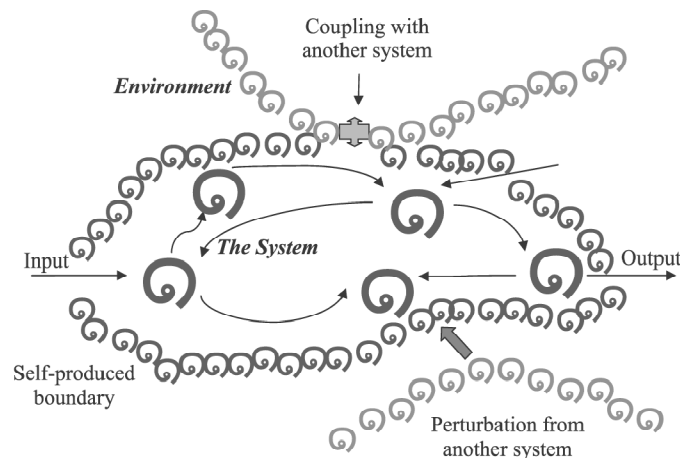 Coupling with
another system
Environment
Input
The System
Output
Self-produced
boundary
Perturbation from
another system